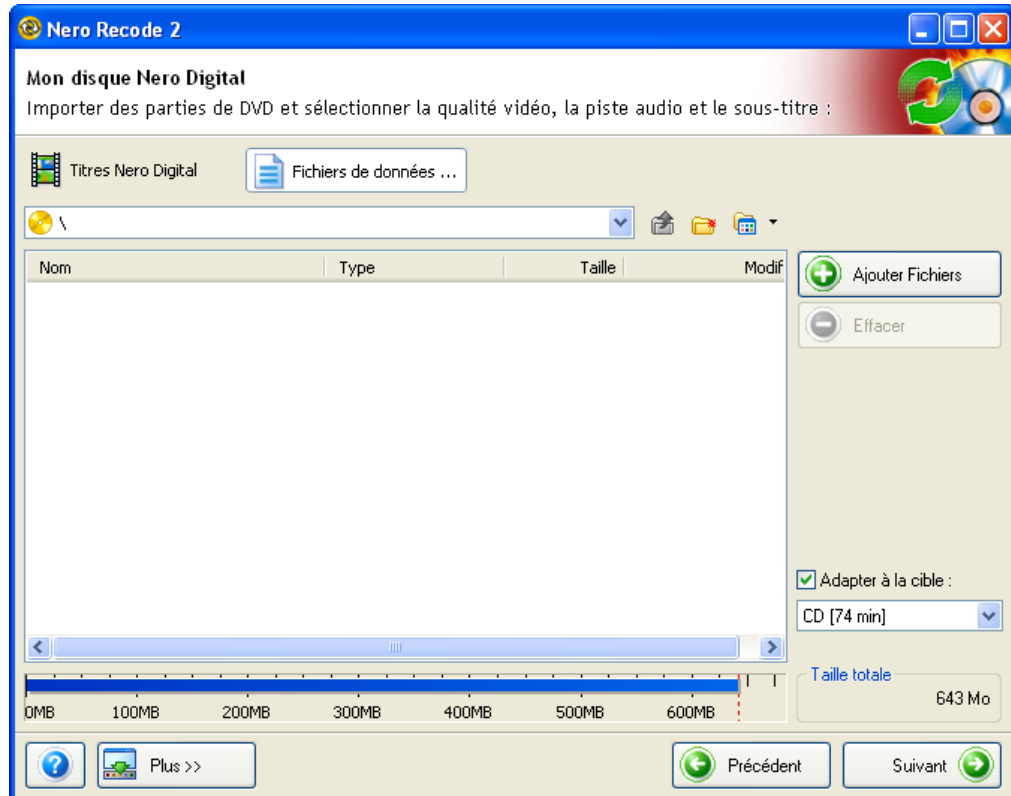 Nero Recode 2
Mon disque Nero Digital
Importer des parties de DVD et sélectionner la qualité vidéo, la piste audio et le sous-titre :
Titres Nero Digital
Fichiers de données ...
\
Nom Type Taille Modif
Ajouter Fichiers
Effacer
Adapter à la cible :
CD [74 min]
Taille totale
643 Mo
0MB 100MB 200MB 300MB 400MB 500MB 600MB
Plus >>
Précédent
Suivant